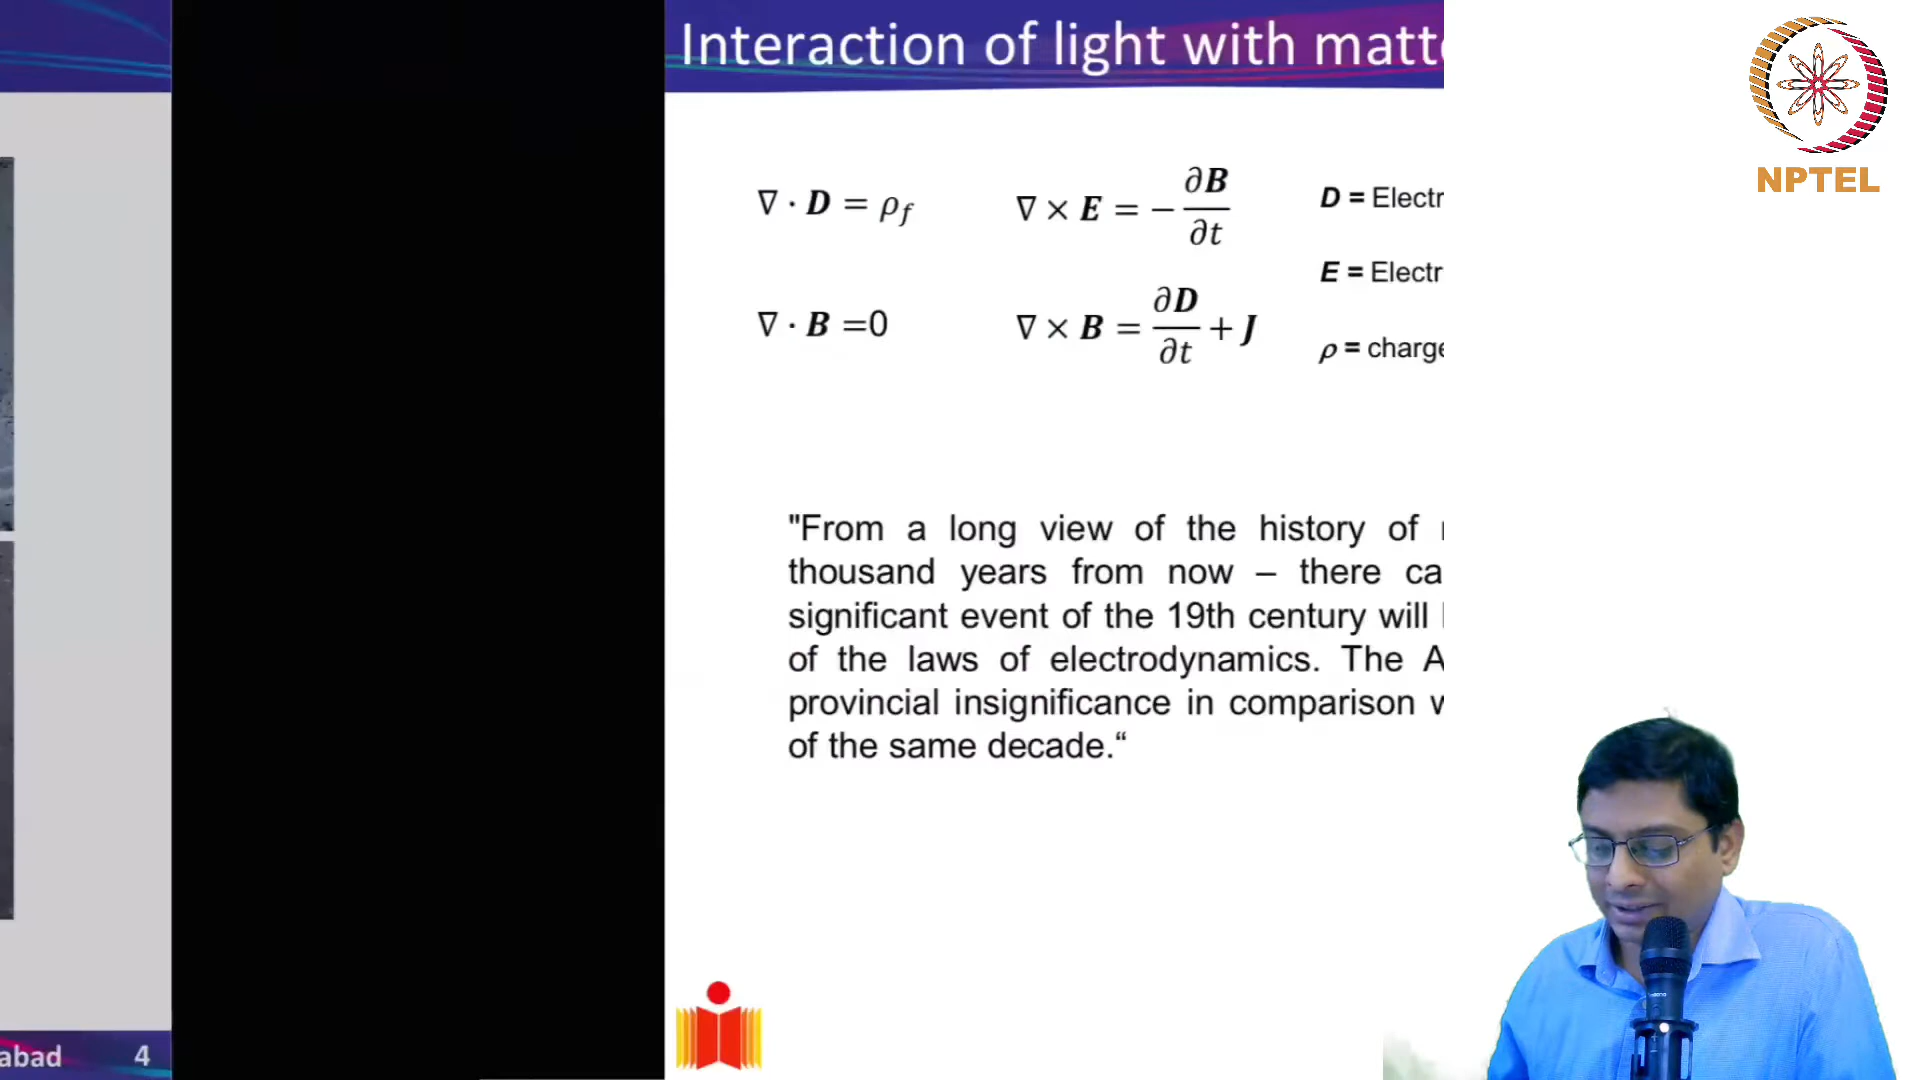 Interaction of light with matte
NPTEL
∇ · D = ρf
∇ × E = − ∂B/∂t
D = Electr
E = Electr
∇ · B =0
∇ × B = ∂D/∂t + J
ρ = charge
"From a long view of the history of
thousand years from now – there ca
significant event of the 19th century will
of the laws of electrodynamics. The A
provincial insignificance in comparison w
of the same decade.“
abad 4